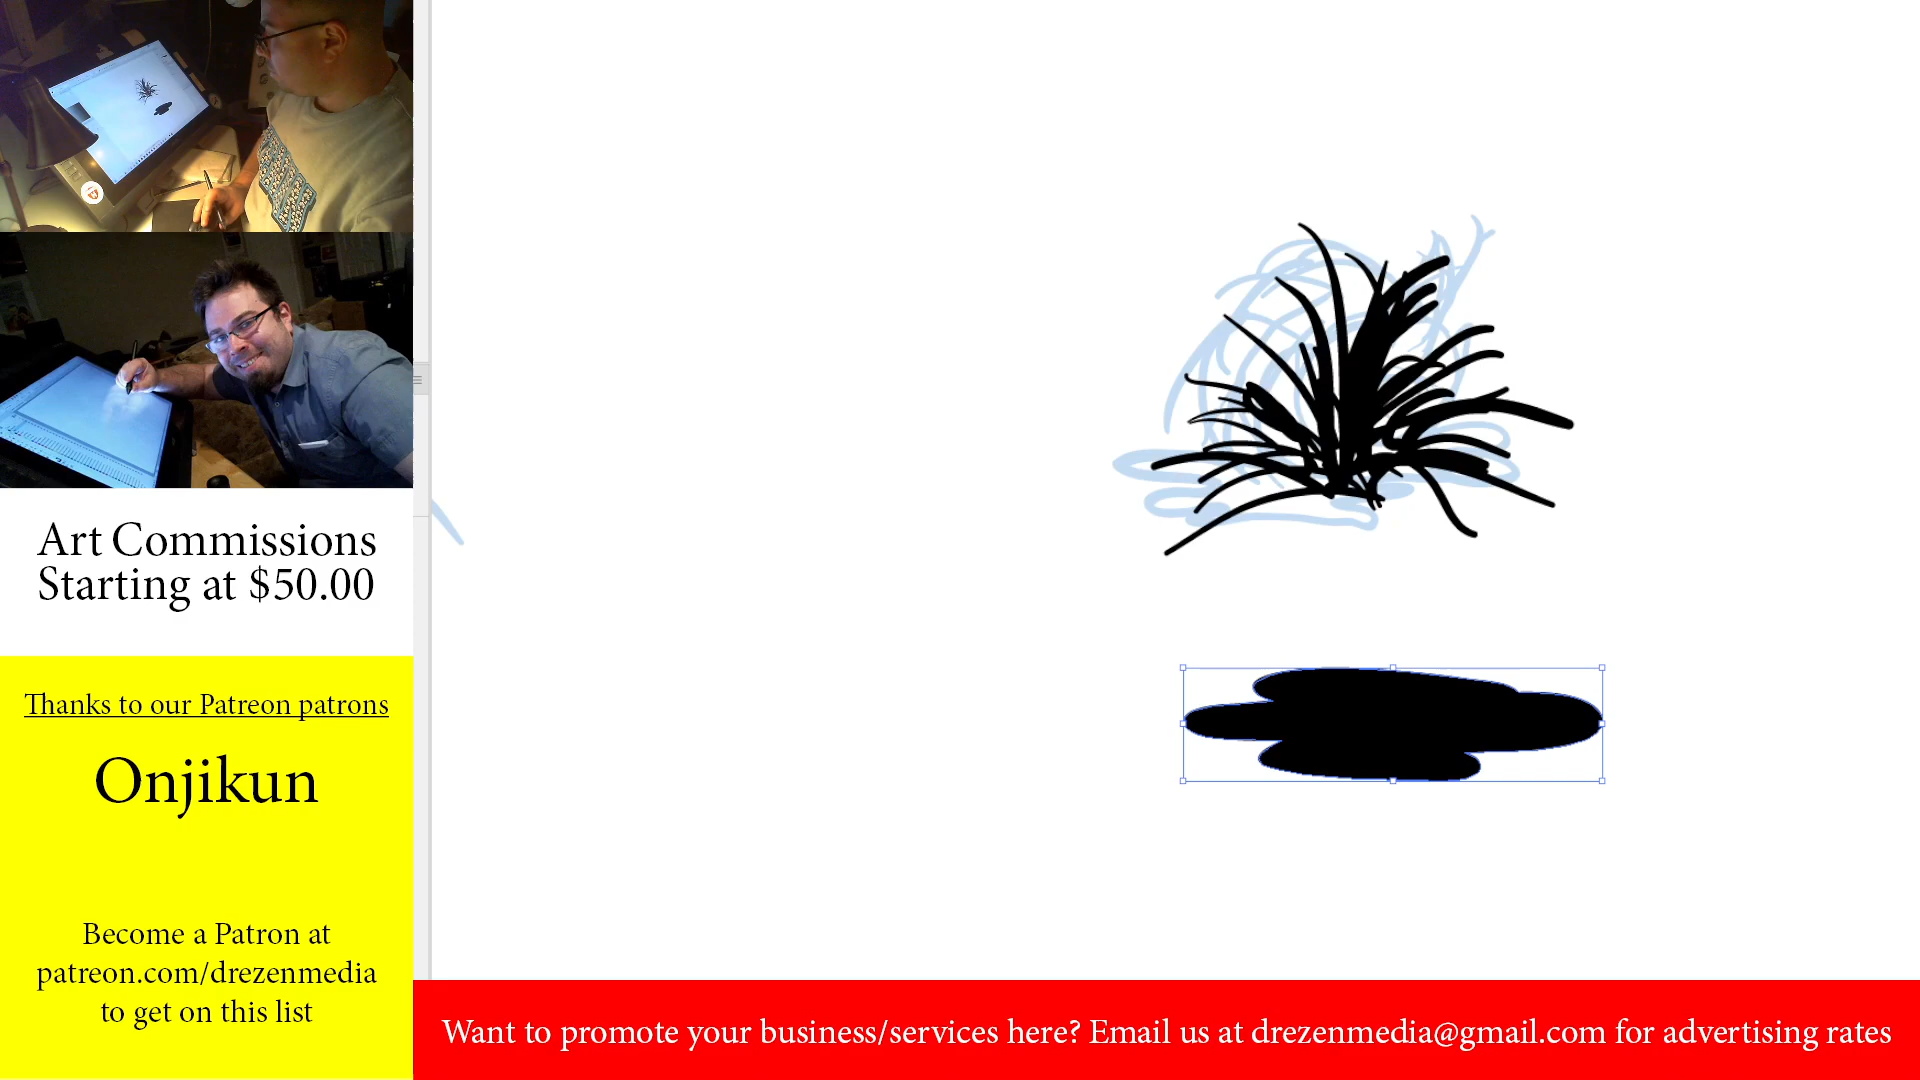 Art Commissions
Starting at $50.00
Thanks to our Patreon patrons
Onjikun
Become a Patron at
patreon.com/drezenmedia
to get on this list
Want to promote your business/services here? Email us at drezenmedia@gmail.com for advertising rates